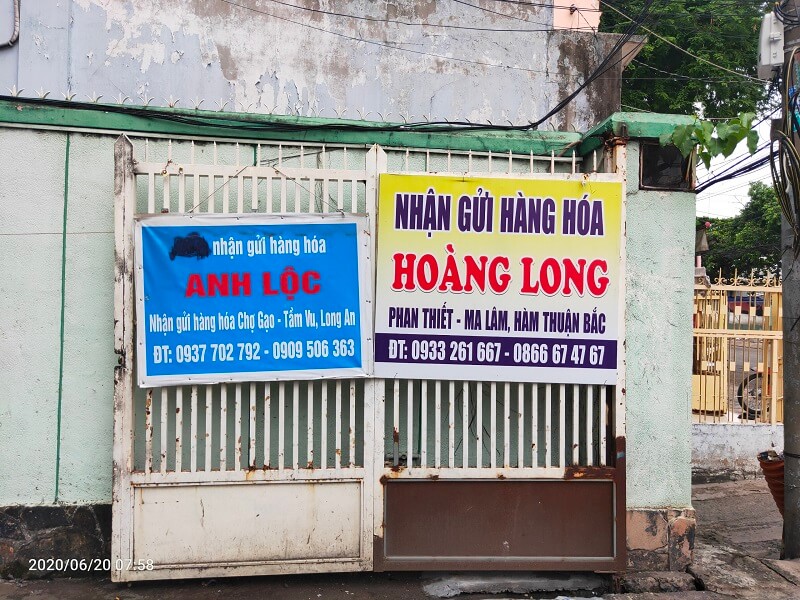 nhận gửi hàng hóa
ANH LỘC
Nhận gửi hàng hóa Chợ Gạo - Tầm Vu, Long An
ĐT: 0937 702 792 - 0909 506 363
NHẬN GỬI HÀNG HÓA
HOÀNG LONG
PHAN THIẾT - MA LÂM, HÀM THUẬN BẮC
ĐT: 0933 261 667 - 0866 67 47 67
2020/06/20 07:58